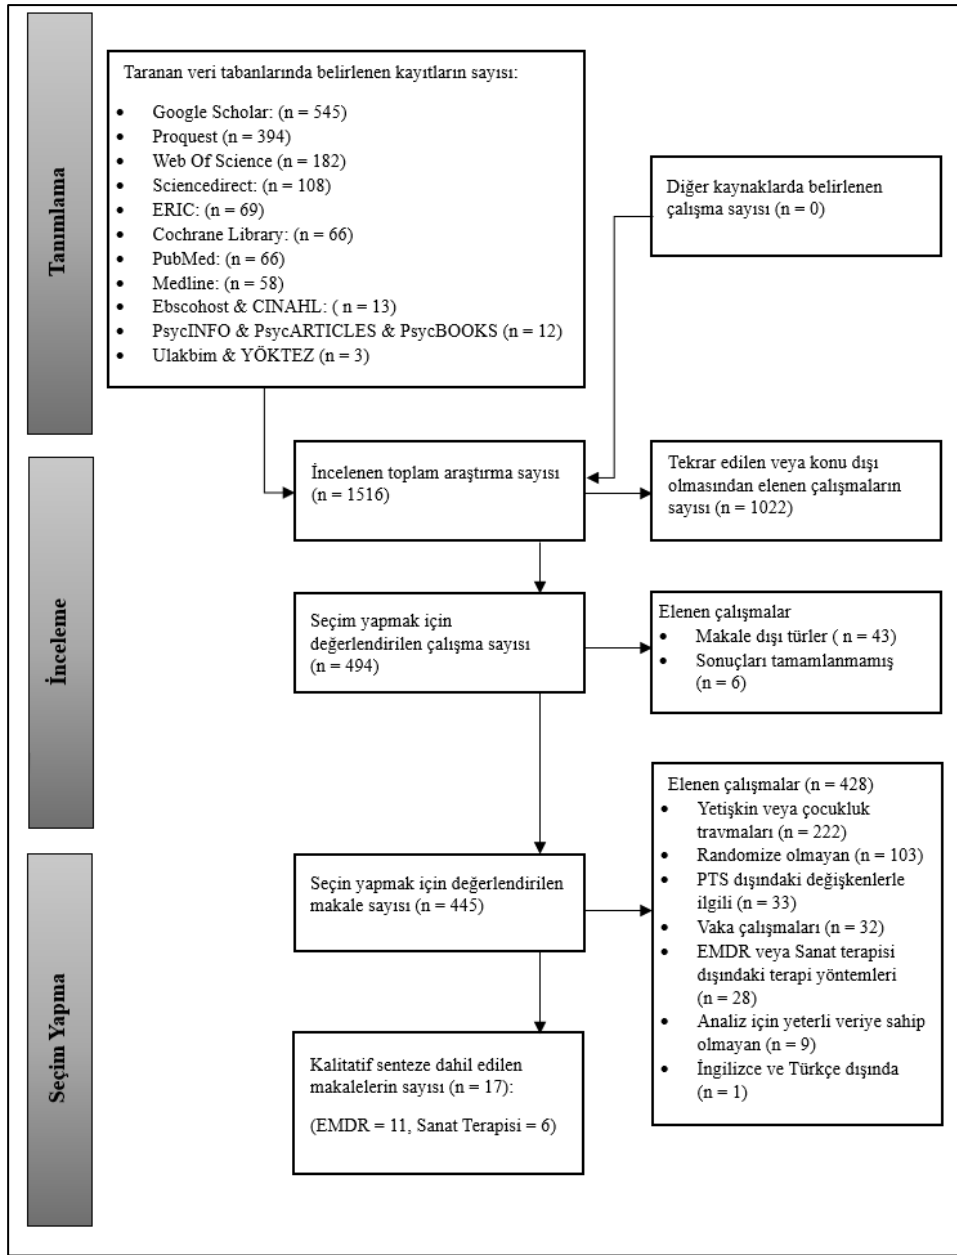 Tanımlama
Taranan veri tabanlarında belirlenen kayıtların sayısı:
• Google Scholar: (n = 545)
• Proquest (n = 394)
• Web Of Science (n = 182)
• Sciencedirect: (n = 108)
• ERIC: (n = 69)
• Cochrane Library: (n = 66)
• PubMed: (n = 66)
• Medline: (n = 58)
• Ebscohost & CINAHL: ( n = 13)
• PsycINFO & PsycARTICLES & PsycBOOKS (n = 12)
• Ulakbim & YÖKTEZ (n = 3)
Diğer kaynaklarda belirlenen
çalışma sayısı (n = 0)
İnceleme
İncelenen toplam araştırma sayısı
(n = 1516)
Tekrar edilen veya konu dışı
olmasından elenen çalışmaların
sayısı (n = 1022)
Seçim yapmak için
değerlendirilen çalışma sayısı
(n = 494)
Elenen çalışmalar
• Makale dışı türler ( n = 43)
• Sonuçları tamamlanmamış
(n = 6)
Seçim Yapma
Seçin yapmak için değerlendirilen
makale sayısı (n = 445)
Elenen çalışmalar (n = 428)
• Yetişkin veya çocukluk
travmaları (n = 222)
• Randomize olmayan (n = 103)
• PTS dışındaki değişkenlerle
ilgili (n = 33)
• Vaka çalışmaları (n = 32)
• EMDR veya Sanat terapisi
dışındaki terapi yöntemleri
(n = 28)
• Analiz için yeterli veriye sahip
olmayan (n = 9)
• İngilizce ve Türkçe dışında
(n = 1)
Kalitatif senteze dahil edilen
makalelerin sayısı (n = 17):
(EMDR = 11, Sanat Terapisi = 6)